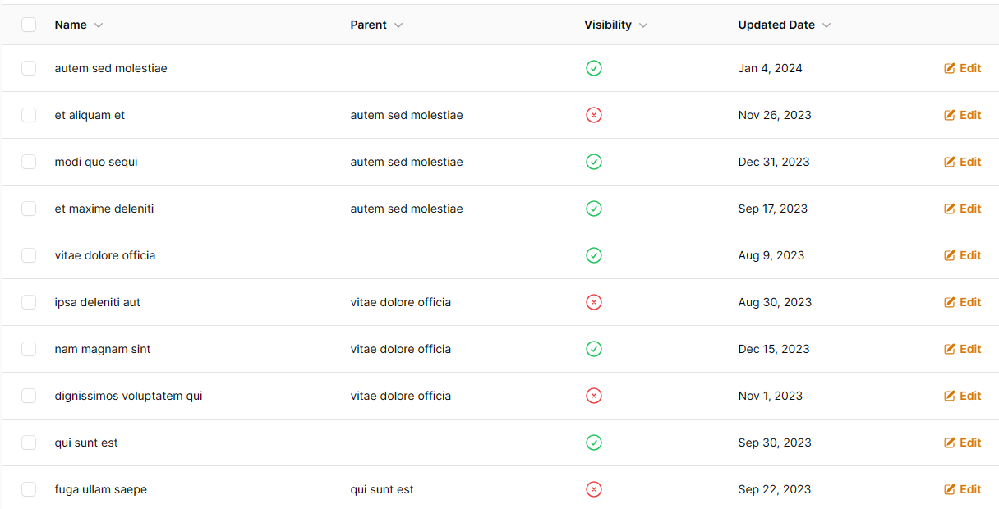 Name Parent Visibility Updated Date
autem sed molestiae Jan 4, 2024 Edit
et aliquam et autem sed molestiae Nov 26, 2023 Edit
modi quo sequi autem sed molestiae Dec 31, 2023 Edit
et maxime deleniti autem sed molestiae Sep 17, 2023 Edit
vitae dolore officia Aug 9, 2023 Edit
ipsa deleniti aut vitae dolore officia Aug 30, 2023 Edit
nam magnam sint vitae dolore officia Dec 15, 2023 Edit
dignissimos voluptatem qui vitae dolore officia Nov 1, 2023 Edit
qui sunt est Sep 30, 2023 Edit
fuga ullam saepe qui sunt est Sep 22, 2023 Edit